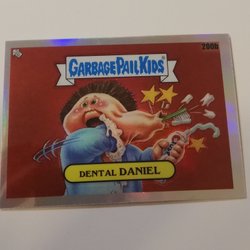 200b
GARBAGE PAIL KIDS
DENTAL DANIEL